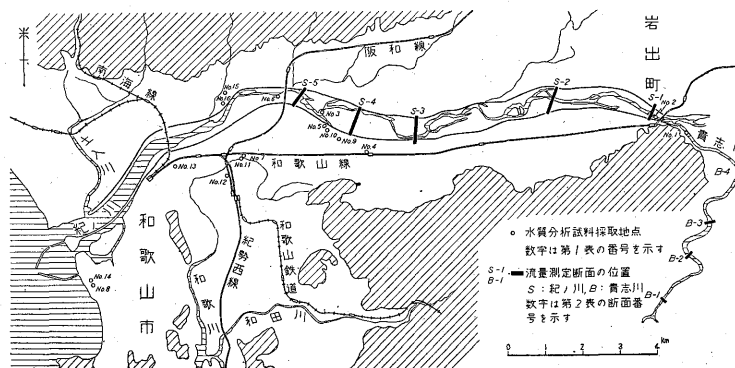 岩出町
阪和線
南海線
土入川
紀ノ川
和歌山線
貴志川
和歌山市
和歌川
紀勢西線
和歌山鉄道
和田川
S-5
S-4
S-3
S-2
S-1
No.2
No.1
No.15
No.6
No.3
No.5
No.10
No.9
No.4
No.7
No.11
No.12
No.13
No.14
No.8
B-4
B-3
B-2
B-1
水質分析試料採取地点
数字は第1表の番号を示す
S-1 流量測定断面の位置
B-1 S:紀ノ川,B:貴志川
数字は第2表の断面番
号を示す
0 1 2 3 4 km